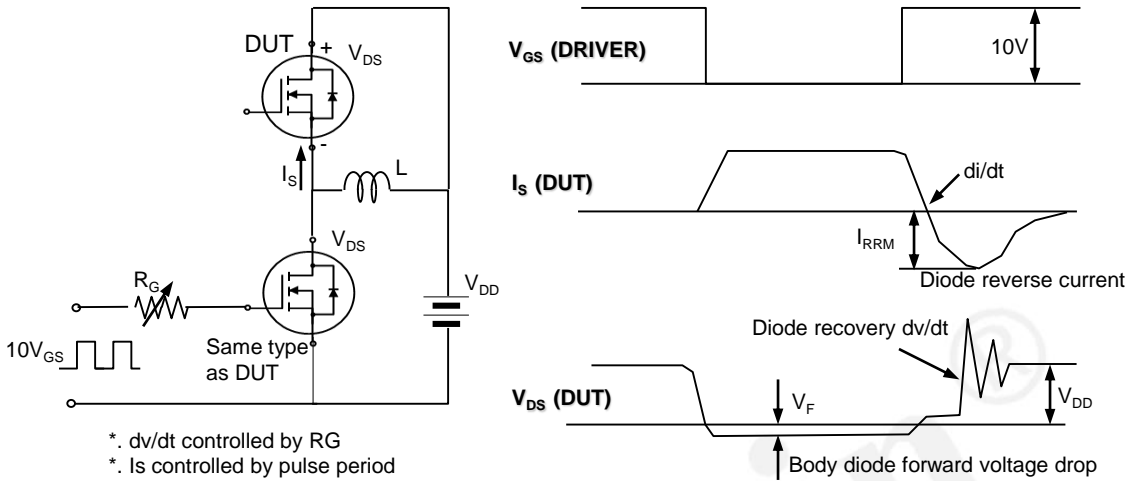 DUT
+
V_DS
-
I_S
L
V_DS
R_G
V_DD
10V_GS
Same type
as DUT
*. dv/dt controlled by RG
*. Is controlled by pulse period
V_GS (DRIVER)
10V
I_S (DUT)
di/dt
I_RRM
Diode reverse current
Diode recovery dv/dt
V_DS (DUT)
V_F
V_DD
Body diode forward voltage drop